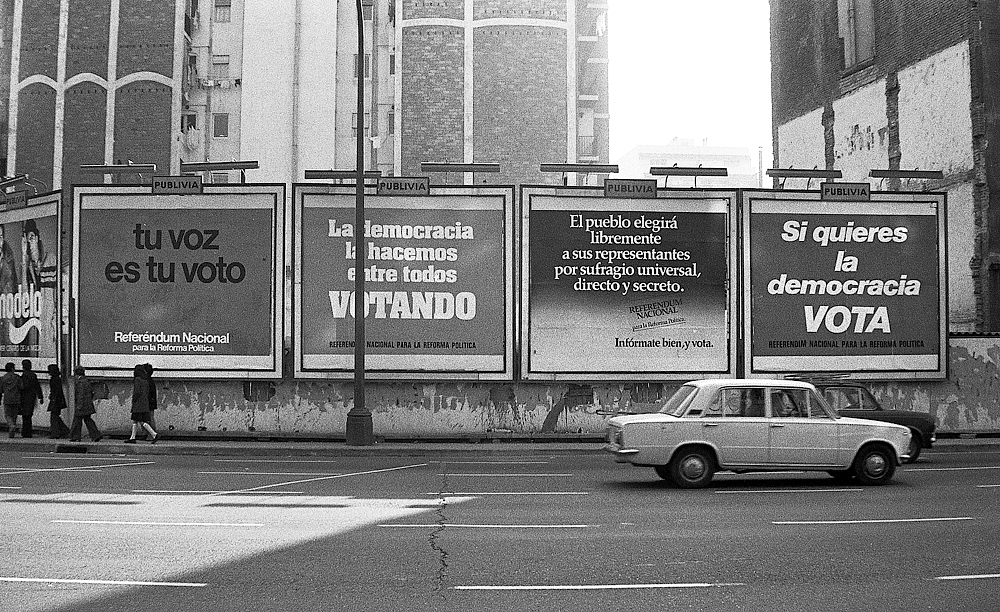 modelo
PUBLIVIA
tu voz
es tu voto
Referéndum Nacional
para la Reforma Política
PUBLIVIA
La democracia
la hacemos
entre todos
VOTANDO
REFERENDUM NACIONAL PARA LA REFORMA POLITICA
PUBLIVIA
El pueblo elegirá
libremente
a sus representantes
por sufragio universal,
directo y secreto.
REFERENDUM
NACIONAL
para la Reforma Política.
Infórmate bien, y vota.
PUBLIVIA
Si quieres
la
democracia
VOTA
REFERENDUM NACIONAL PARA LA REFORMA POLITICA